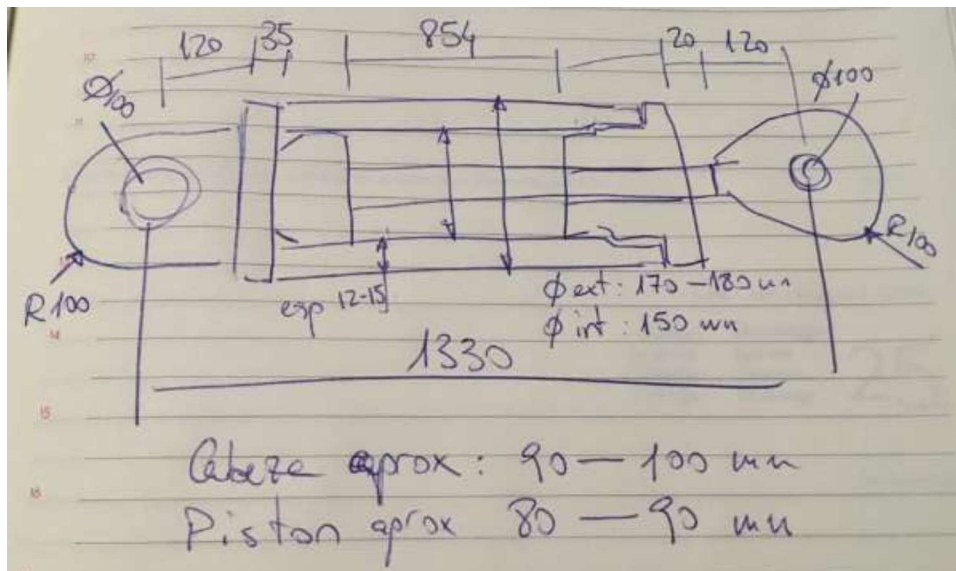 120 35 854 20 120
Ø100 Ø100
R100 R100
esp 12-15
Ø ext: 170-180 mm
Ø int: 150 mm
1330
Cabeza aprox: 90-100 mm
Piston aprox 80-90 mm